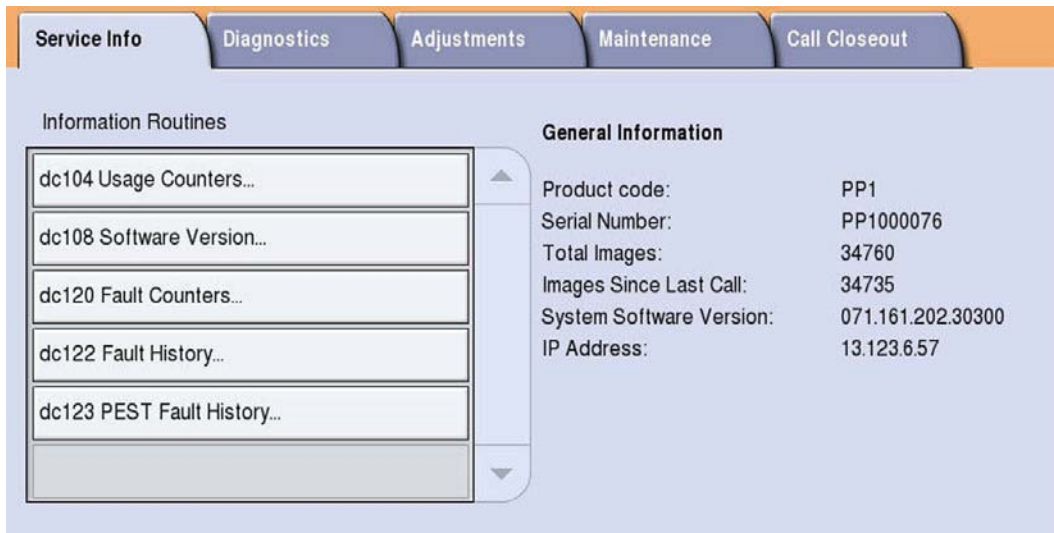 Service Info
Diagnostics
Adjustments
Maintenance
Call Closeout
Information Routines
dc104 Usage Counters...
dc108 Software Version...
dc120 Fault Counters...
dc122 Fault History...
dc123 PEST Fault History...
General Information
Product code: PP1
Serial Number: PP1000076
Total Images: 34760
Images Since Last Call: 34735
System Software Version: 071.161.202.30300
IP Address: 13.123.6.57